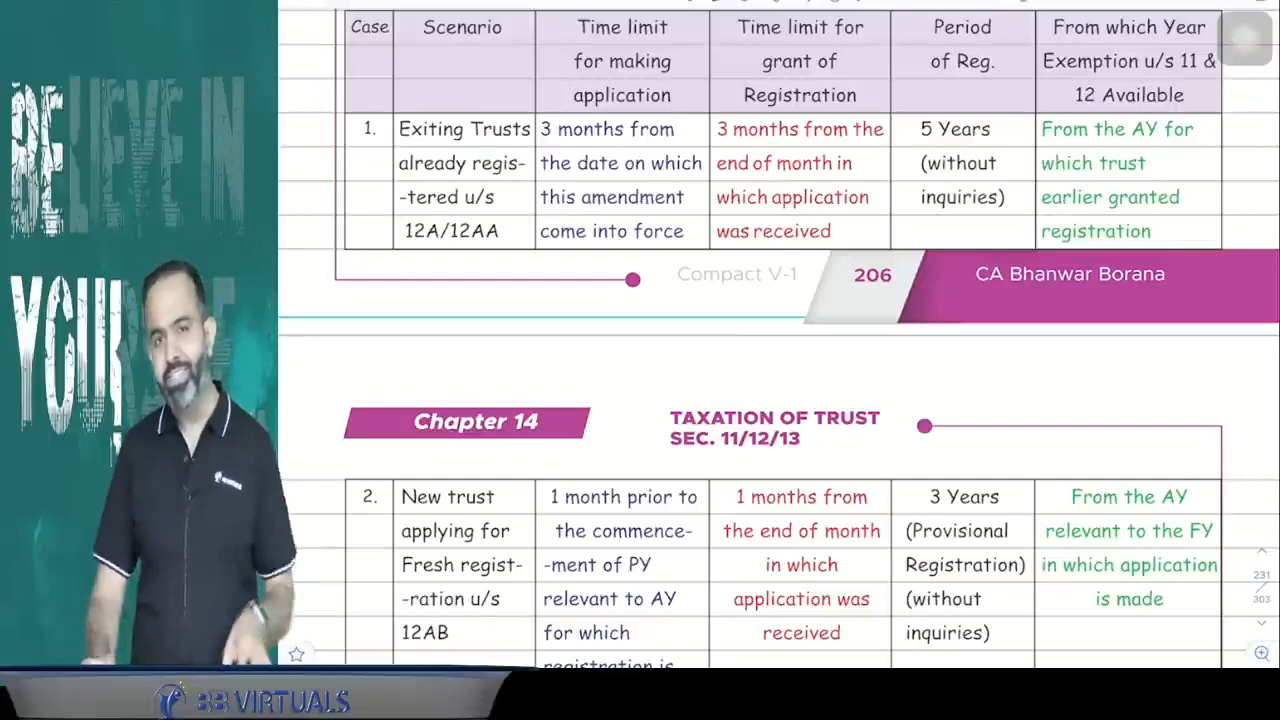 BELIEVE IN
YOU
Case Scenario Time limit for making application Time limit for grant of Registration Period of Reg. From which Year Exemption u/s 11 & 12 Available
1. Exiting Trusts already regis- -tered u/s 12A/12AA 3 months from the date on which this amendment come into force 3 months from the end of month in which application was received 5 Years (without inquiries) From the AY for which trust earlier granted registration
Compact V-1 206 CA Bhanwar Borana
Chapter 14
TAXATION OF TRUST
SEC. 11/12/13
2. New trust applying for Fresh regist- -ration u/s 12AB 1 month prior to the commence- -ment of PY relevant to AY for which registration is 1 months from the end of month in which application was received 3 Years (Provisional Registration) (without inquiries) From the AY relevant to the FY in which application is made
231
303
BB VIRTUALS